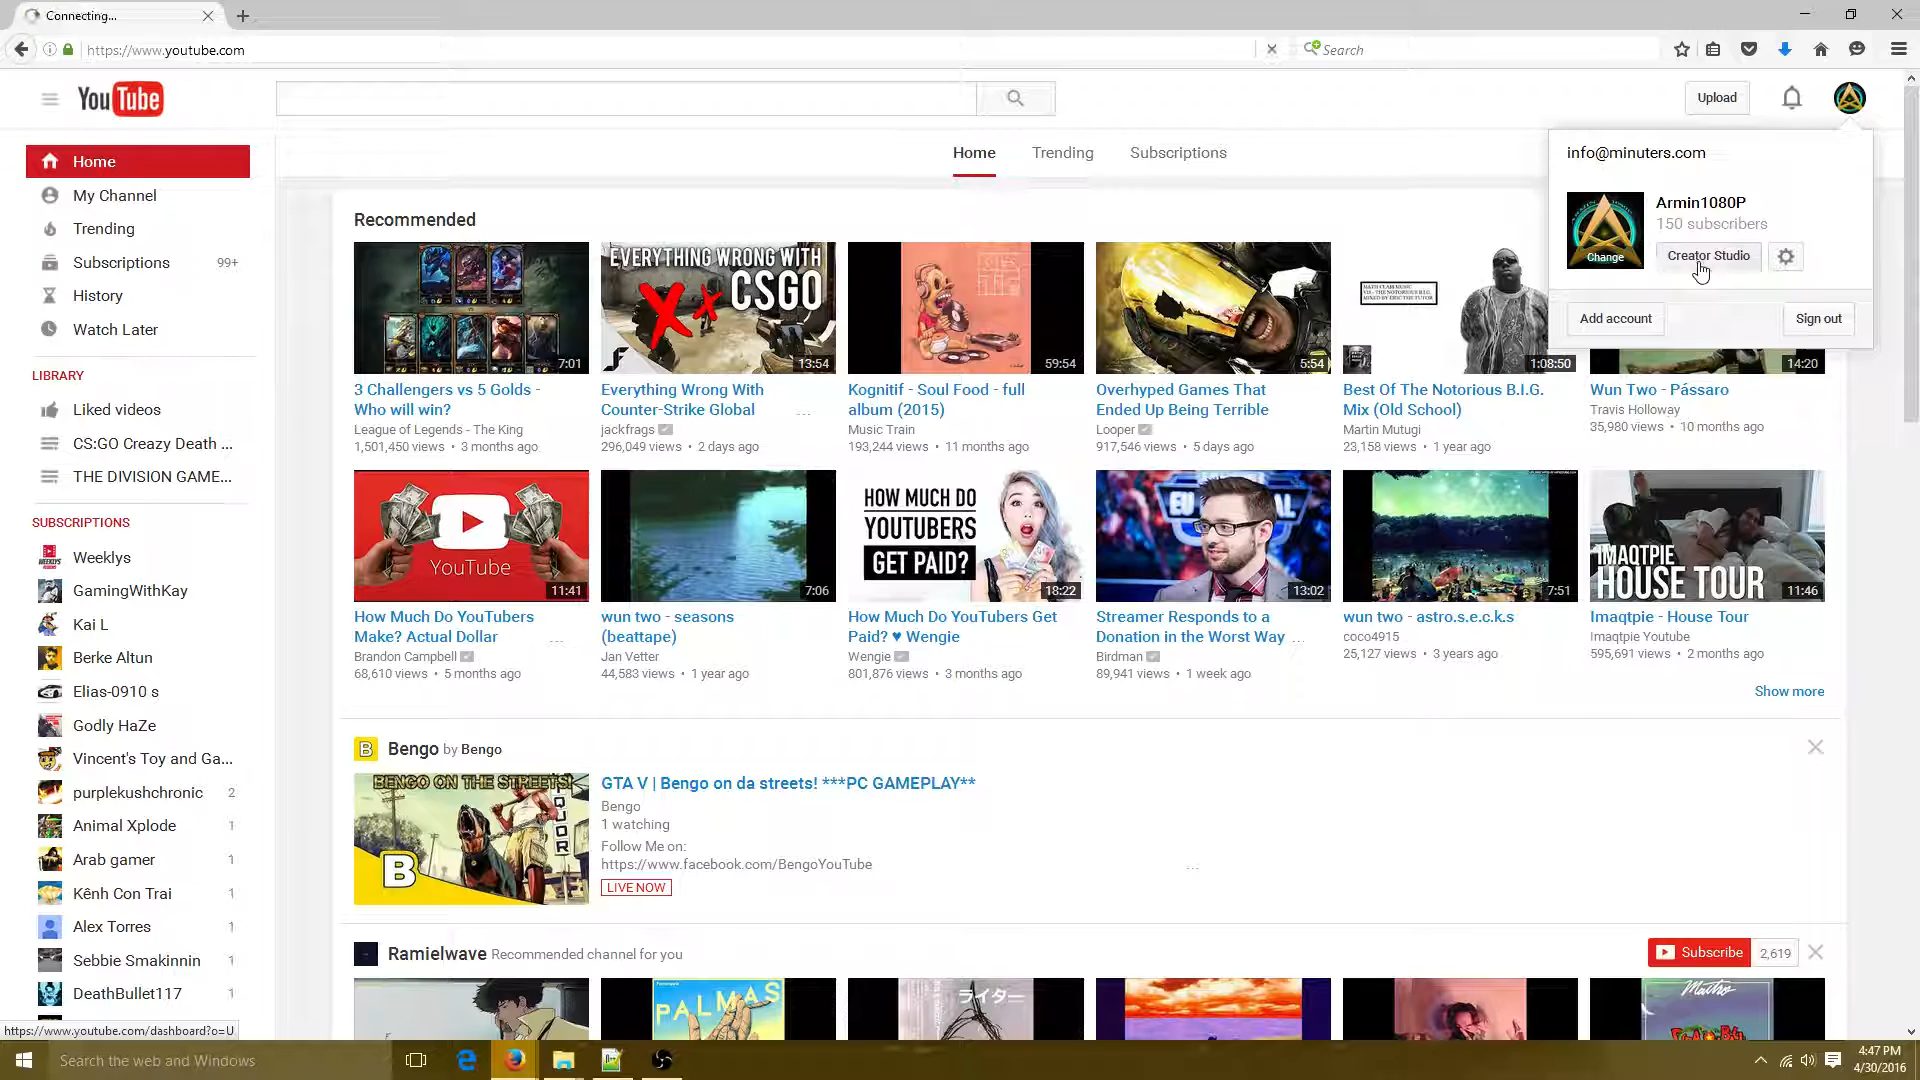 Connecting...
https://www.youtube.com
Search
YouTube
Upload
info@minuters.com
Armin1080P
150 subscribers
Change
Creator Studio
Add account
Sign out
Home
My Channel
Trending
Subscriptions 99+
History
Watch Later
LIBRARY
Liked videos
CS:GO Creazy Death ...
THE DIVISION GAME...
SUBSCRIPTIONS
Weeklys
GamingWithKay
Kai L
Berke Altun
Elias-0910 s
Godly HaZe
Vincent's Toy and Ga...
purplekushchronic 2
Animal Xplode 1
Arab gamer 1
Kênh Con Trai 1
Alex Torres 1
Sebbie Smakinnin 1
DeathBullet117 1
Home Trending Subscriptions
Recommended
7:01
3 Challengers vs 5 Golds -
Who will win?
League of Legends - The King
1,501,450 views • 3 months ago
EVERYTHING WRONG WITH
CSGO
13:54
Everything Wrong With
Counter-Strike Global ...
jackfrags
296,049 views • 2 days ago
59:54
Kognitif - Soul Food - full
album (2015)
Music Train
193,244 views • 11 months ago
5:54
Overhyped Games That
Ended Up Being Terrible
Looper
917,546 views • 5 days ago
1:08:50
Best Of The Notorious B.I.G.
Mix (Old School)
Martin Mutugi
23,158 views • 1 year ago
14:20
Wun Two - Pássaro
Travis Holloway
35,980 views • 10 months ago
YouTube
11:41
How Much Do YouTubers
Make? Actual Dollar ...
Brandon Campbell
68,610 views • 5 months ago
7:06
wun two - seasons
(beattape)
Jan Vetter
44,583 views • 1 year ago
HOW MUCH DO
YOUTUBERS
GET PAID?
18:22
How Much Do YouTubers Get
Paid? ♥ Wengie
Wengie
801,876 views • 3 months ago
13:02
Streamer Responds to a
Donation in the Worst Way ...
Birdman
89,941 views • 1 week ago
7:51
wun two - astro.s.e.c.k.s
coco4915
25,127 views • 3 years ago
IMAQTPIE
HOUSE TOUR
11:46
Imaqtpie - House Tour
Imaqtpie Youtube
595,691 views • 2 months ago
Show more
B Bengo by Bengo
BENGO ON THE STREETS!
B
GTA V | Bengo on da streets! ***PC GAMEPLAY**
Bengo
1 watching
Follow Me on:
https://www.facebook.com/BengoYouTube
...
LIVE NOW
Ramielwave Recommended channel for you
Subscribe 2,619
PALMAS
ライター
https://www.youtube.com/dashboard?o=U
Search the web and Windows
4:47 PM
4/30/2016